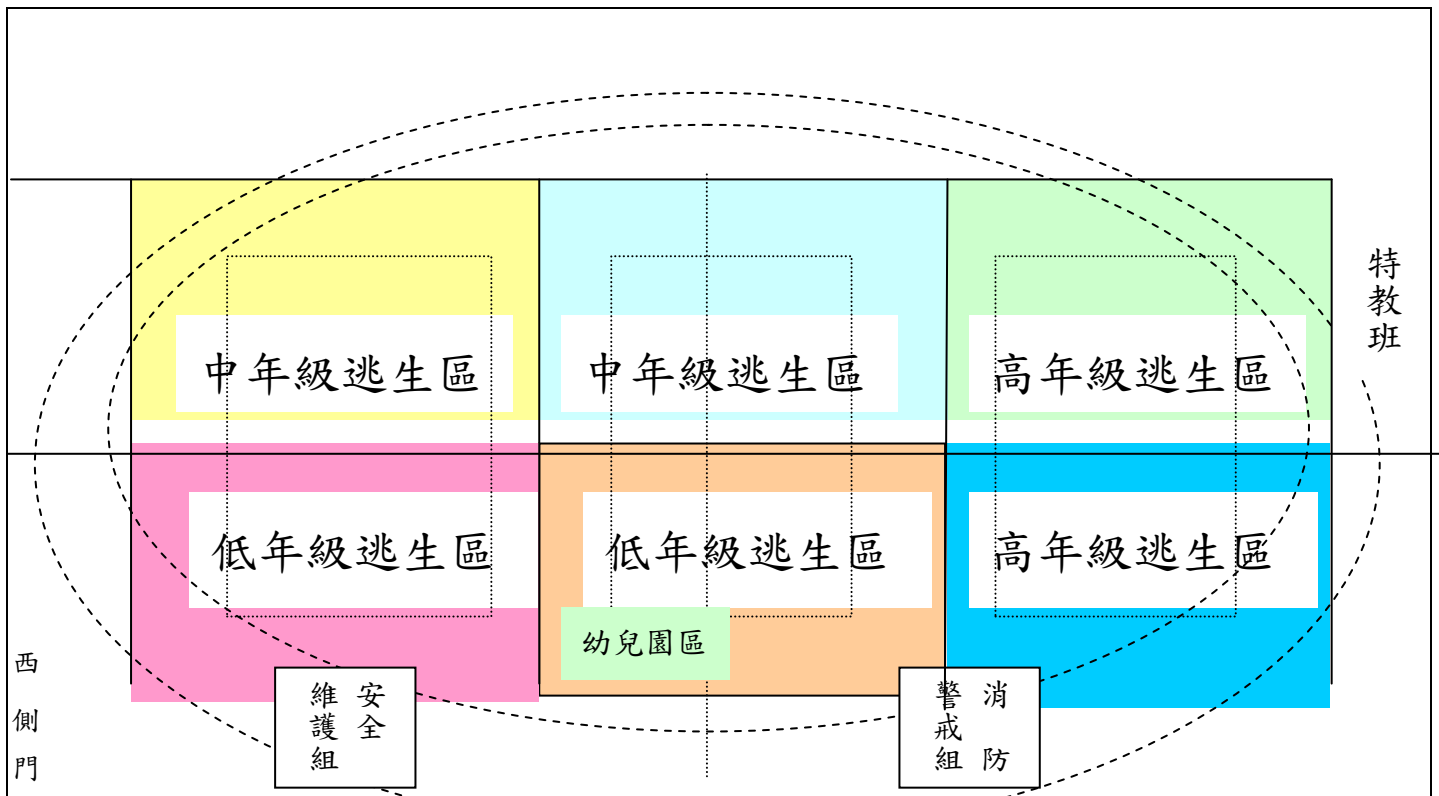 特教班
中年級逃生區
中年級逃生區
高年級逃生區
低年級逃生區
低年級逃生區
高年級逃生區
幼兒園區
西側門
安全
維護組
消防
警戒組